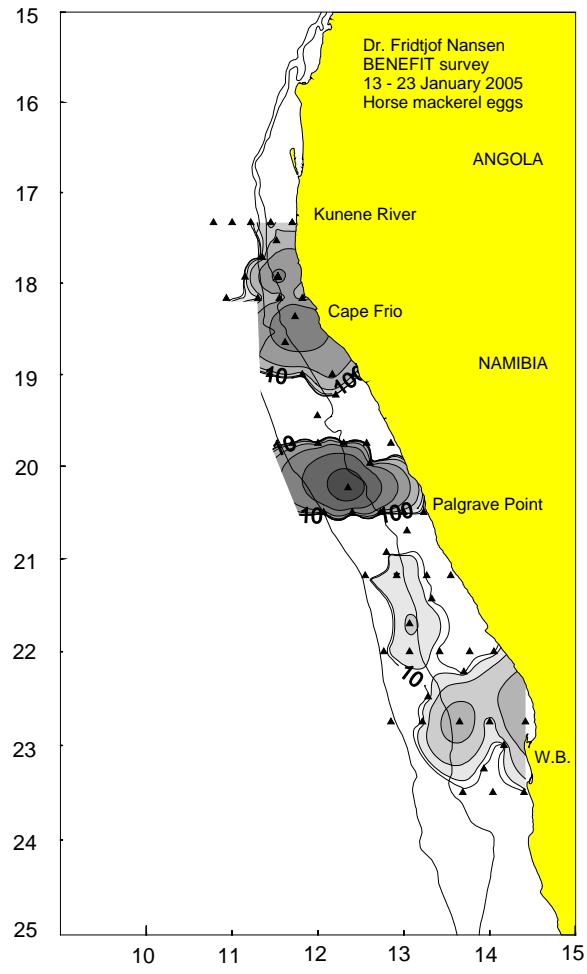 15
Dr. Fridtjof Nansen
BENEFIT survey
13 - 23 January 2005
Horse mackerel eggs
16
ANGOLA
17
Kunene River
18
Cape Frio
NAMIBIA
19
10
100
10
20
Palgrave Point
10
100
21
22
10
W.B.
23
24
25
10
11
12
13
14
15